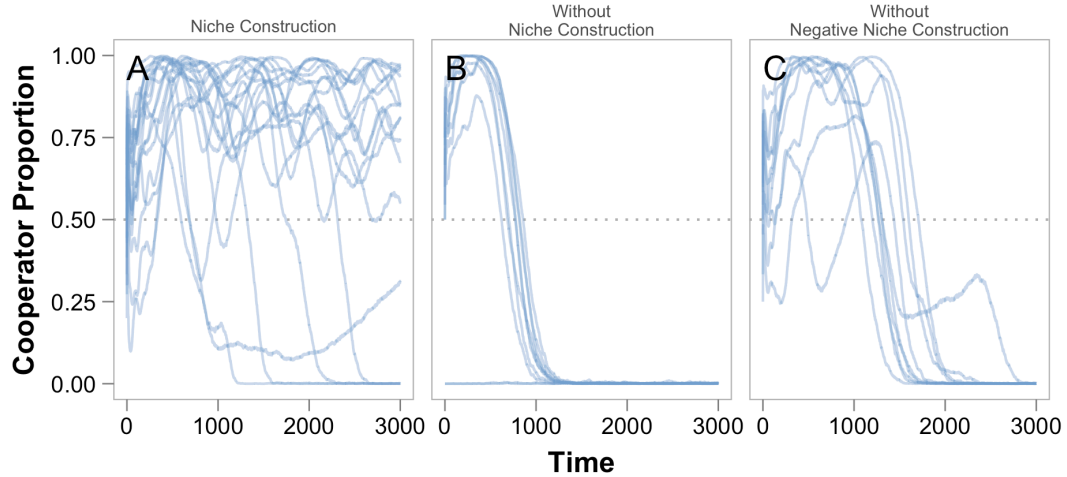 Niche Construction
Without
Niche Construction
Without
Negative Niche Construction
A
B
C
Cooperator Proportion
1.00
0.75
0.50
0.25
0.00
0 1000 2000 3000
0 1000 2000 3000
0 1000 2000 3000
Time